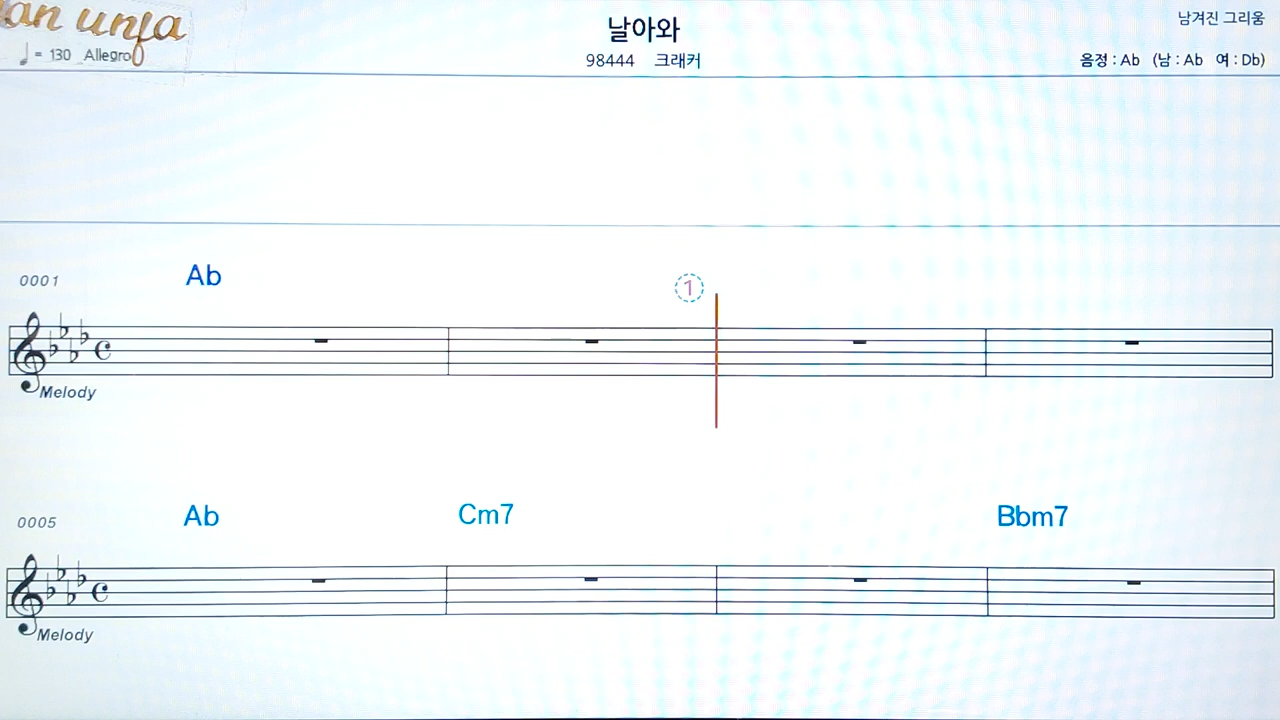 an unfa
♩ = 130 Allegro
날아와
98444 크래커
남겨진 그리움
음정 : Ab (남 : Ab 여 : Db)
0001
Ab
1
Melody
0005
Ab Cm7 Bbm7
Melody